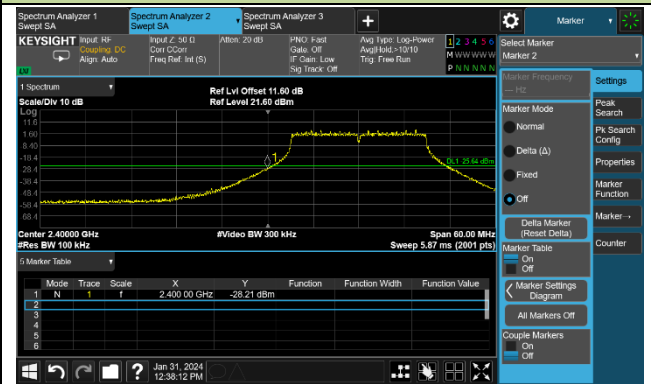 Spectrum Analyzer 1
Swept SA
Spectrum Analyzer 2
Swept SA
Spectrum Analyzer 3
Swept SA
+
Marker
KEYSIGHT
Input: RF
Coupling: DC
Align: Auto
Input Z: 50 Ω
Corr CCorr
Freq Ref: Int (S)
Atten: 20 dB
PNO: Fast
Gate: Off
IF Gain: Low
Sig Track: Off
Avg Type: Log-Power
Avg|Hold:>10/10
Trig: Free Run
1 2 3 4 5 6
M W W W W W
P N N N N N
Select Marker
Marker 2
1 Spectrum
Scale/Div 10 dB
Log
Ref Lvl Offset 11.60 dB
Ref Level 21.60 dBm
11.6
1.60
-8.40
-18.4
-28.4
-38.4
-48.4
-58.4
-68.4
1
DL1 -25.64 dBm
Center 2.40000 GHz
#Res BW 100 kHz
#Video BW 300 kHz
Span 60.00 MHz
Sweep 5.87 ms (2001 pts)
5 Marker Table
Mode Trace Scale X Y Function Function Width Function Value
1 N 1 f 2.400 00 GHz -28.21 dBm
2
3
4
5
6
Marker Frequency
--- Hz
Marker Mode
Normal
Delta (Δ)
Fixed
Off
Delta Marker
(Reset Delta)
Marker Table
On
Off
Marker Settings
Diagram
All Markers Off
Couple Markers
On
Off
Settings
Peak
Search
Pk Search
Config
Properties
Marker
Function
Marker→
Counter
?
Jan 31, 2024
12:38:12 PM